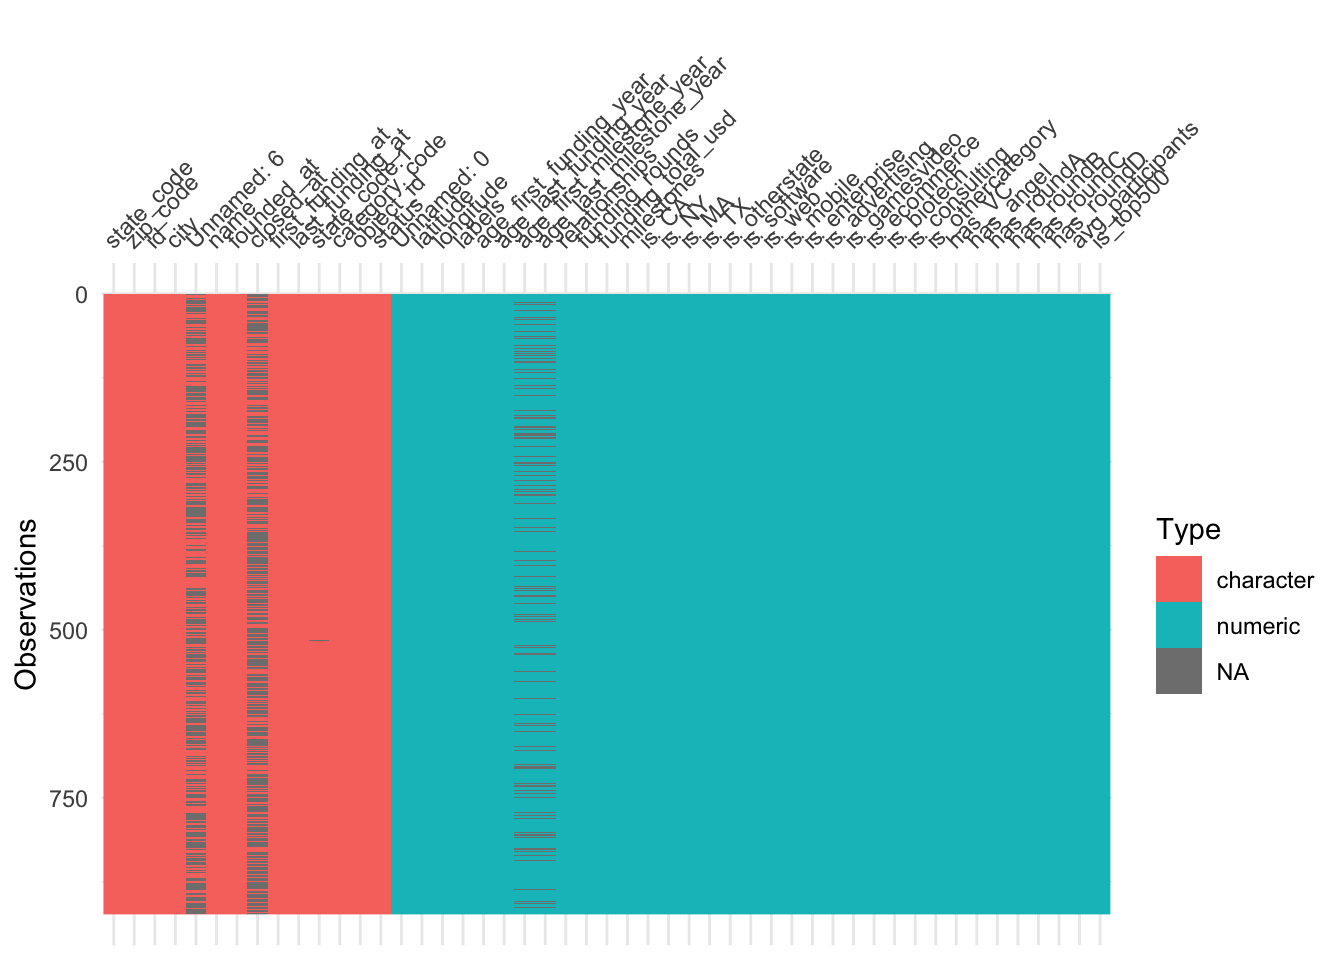 state_code
zip_code
id
city
Unnamed: 6
name
founded_at
closed_at
first_funding_at
last_funding_at
state_code.1
category_code
object_id
status
Unnamed: 0
latitude
longitude
labels
age_first_funding_year
age_last_funding_year
age_first_milestone_year
age_last_milestone_year
relationships
funding_rounds
funding_total_usd
milestones
is_CA
is_NY
is_MA
is_TX
is_otherstate
is_software
is_web
is_mobile
is_enterprise
is_advertising
is_gamesvideo
is_ecommerce
is_biotech
is_consulting
is_othercategory
has_VC
has_angel
has_roundA
has_roundB
has_roundC
has_roundD
avg_participants
is_top500
0
250
500
750
Observations
Type
character
numeric
NA